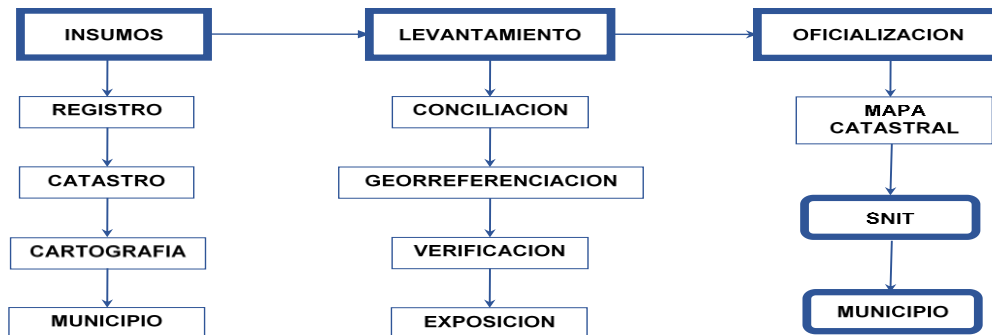 INSUMOS
LEVANTAMIENTO
OFICIALIZACION
REGISTRO
CONCILIACION
MAPA
CATASTRAL
CATASTRO
GEORREFERENCIACION
SNIT
CARTOGRAFIA
VERIFICACION
MUNICIPIO
EXPOSICION
MUNICIPIO